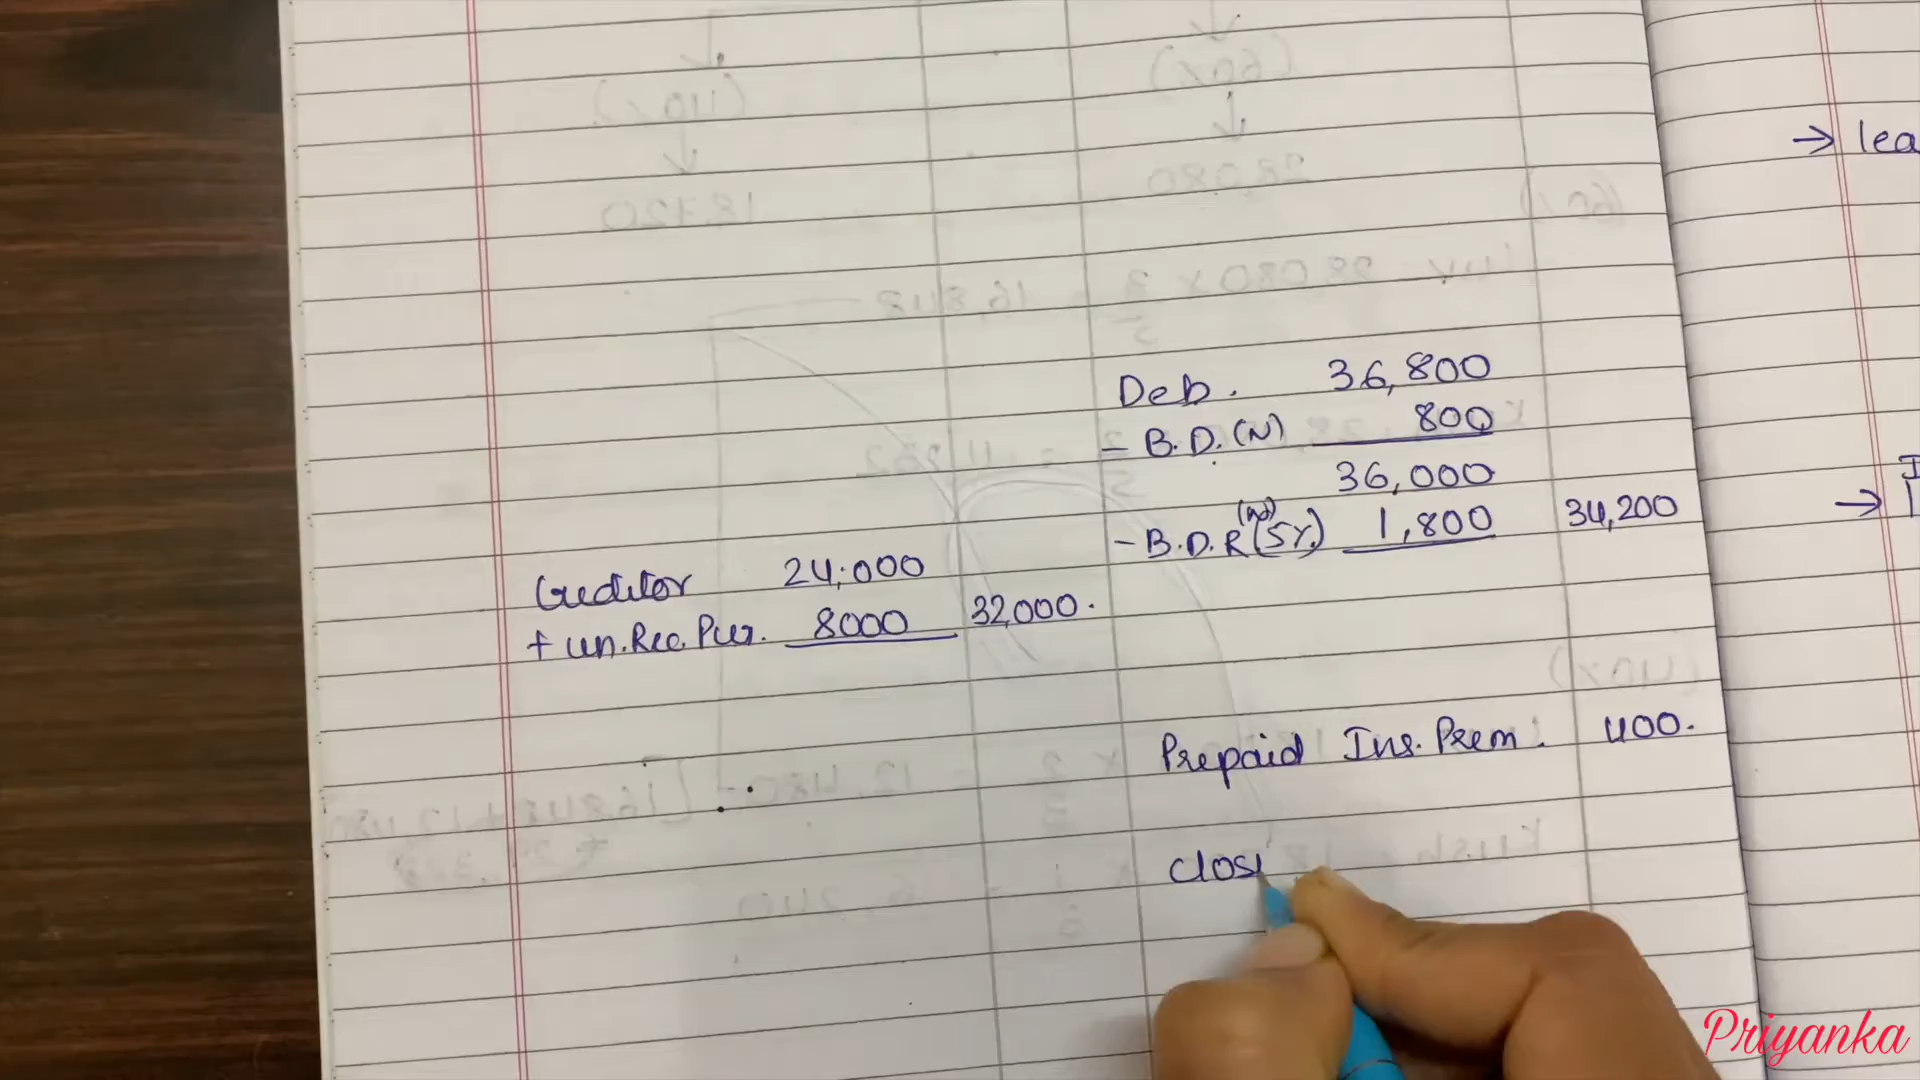 → lea
Deb. 36,800
- B.D. (N) 800
36,000
- B.D.R (5%) 1,800 34,200
Creditor 24,000
+ un.Rec. Pur. 8000 32,000.
Prepaid Ins. Prem. 400.
closi
Priyanka